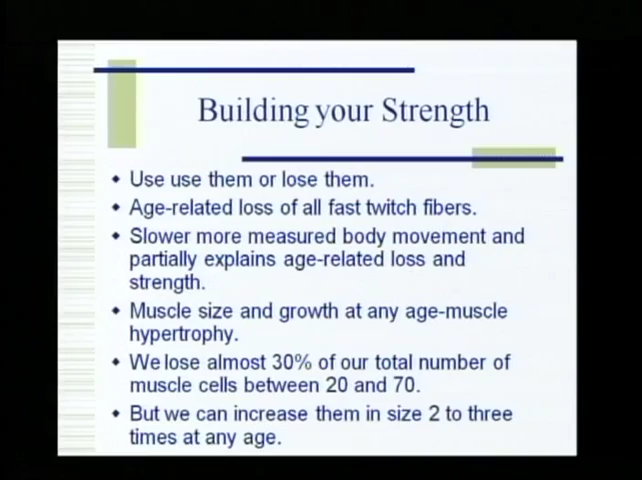 Building your Strength
Use use them or lose them.
Age-related loss of all fast twitch fibers.
Slower more measured body movement and
partially explains age-related loss and
strength.
Muscle size and growth at any age-muscle
hypertrophy.
We lose almost 30% of our total number of
muscle cells between 20 and 70.
But we can increase them in size 2 to three
times at any age.